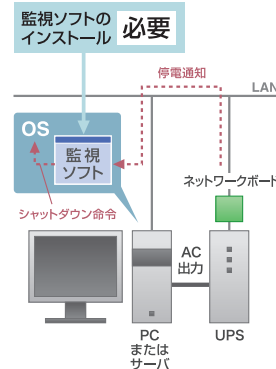 監視ソフトの
インストール 必要
停電通知
LAN
OS
監視
ソフト
ネットワークボード
シャットダウン命令
AC
出力
PC
または
サーバ
UPS